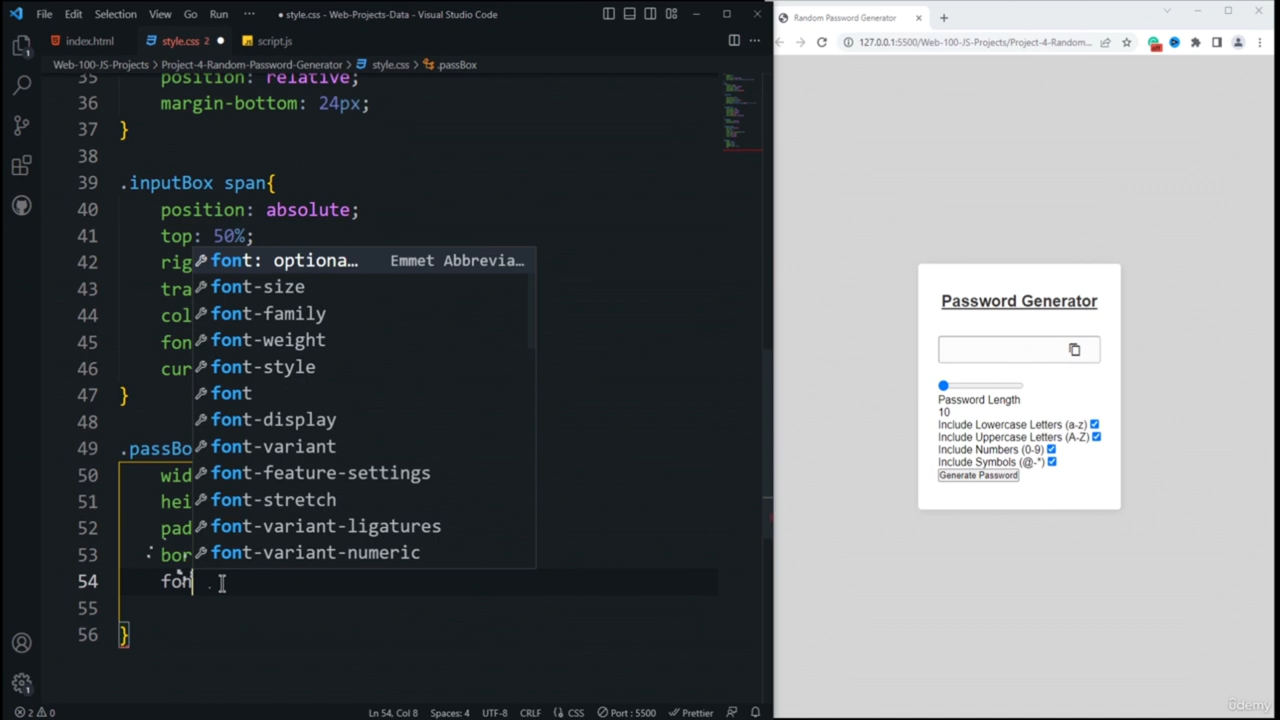 File Edit Selection View Go Run ··· ● style.css - Web-Projects-Data - Visual Studio Code
index.html style.css 2 ● script.js
Web-100-JS-Projects > Project-4-Random-Password-Generator > style.css > .passBox
35 position: relative;
36 margin-bottom: 24px;
37 }
38
39 .inputBox span{
40 position: absolute;
41 top: 50%;
42 rig
43 tra
44 col
45 fon
46 cur
47 }
48
49 .passBo
50 wid
51 hei
52 pad
53 bor
54 fon
55
56 }
font: optiona… Emmet Abbrevia…
font-size
font-family
font-weight
font-style
font
font-display
font-variant
font-feature-settings
font-stretch
font-variant-ligatures
font-variant-numeric
1
2 0 Ln 54, Col 8 Spaces: 4 UTF-8 CRLF {} CSS Port : 5500 Prettier
Random Password Generator
127.0.0.1:5500/Web-100-JS-Projects/Project-4-Random...
Password Generator
Password Length
10
Include Lowercase Letters (a-z)
Include Uppercase Letters (A-Z)
Include Numbers (0-9)
Include Symbols (@-*)
Generate Password
ûdemy